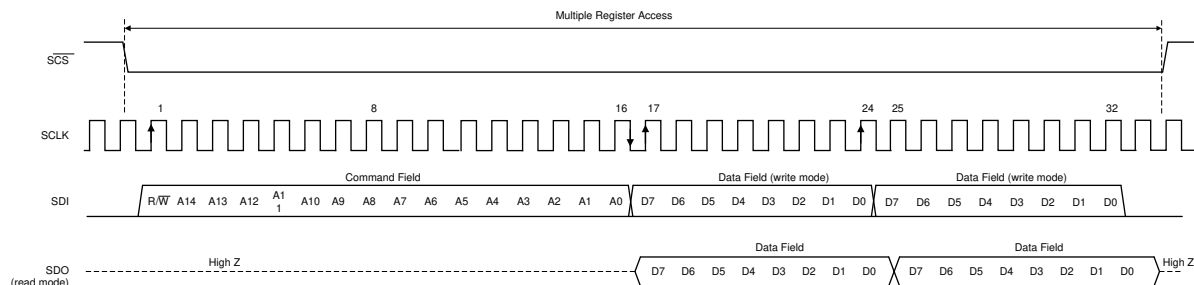 Multiple Register Access
SCS
1 8 16 17 24 25 32
SCLK
Command Field Data Field (write mode) Data Field (write mode)
SDI R/W A14 A13 A12 A1
1 A10 A9 A8 A7 A6 A5 A4 A3 A2 A1 A0 D7 D6 D5 D4 D3 D2 D1 D0 D7 D6 D5 D4 D3 D2 D1 D0
Data Field Data Field
High Z High Z
SDO D7 D6 D5 D4 D3 D2 D1 D0 D7 D6 D5 D4 D3 D2 D1 D0
(read mode)